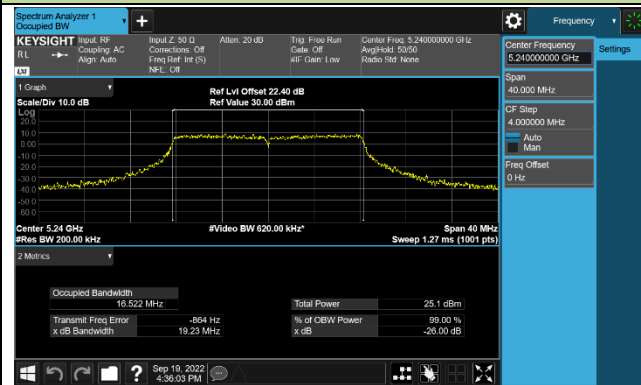 Spectrum Analyzer 1
Occupied BW
Frequency
KEYSIGHT
RL
LXI
Input: RF
Coupling: AC
Align: Auto
Input Z: 50 Ω
Corrections: Off
Freq Ref: Int (S)
NFE: Off
Atten: 20 dB
Trig: Free Run
Gate: Off
#IF Gain: Low
Center Freq: 5.240000000 GHz
Avg|Hold: 50/50
Radio Std: None
Center Frequency
5.240000000 GHz
Settings
Span
40.000 MHz
CF Step
4.000000 MHz
Auto
Man
Freq Offset
0 Hz
1 Graph
Scale/Div 10.0 dB
Ref Lvl Offset 22.40 dB
Ref Value 30.00 dBm
Log
20.0
10.0
0.00
-10.0
-20.0
-30.0
-40.0
-50.0
-60.0
Center 5.24 GHz
#Video BW 620.00 kHz*
Span 40 MHz
#Res BW 200.00 kHz
Sweep 1.27 ms (1001 pts)
2 Metrics
Occupied Bandwidth
16.522 MHz
Total Power
25.1 dBm
Transmit Freq Error
-864 Hz
% of OBW Power
99.00 %
x dB Bandwidth
19.23 MHz
x dB
-26.00 dB
?
Sep 19, 2022
4:36:03 PM